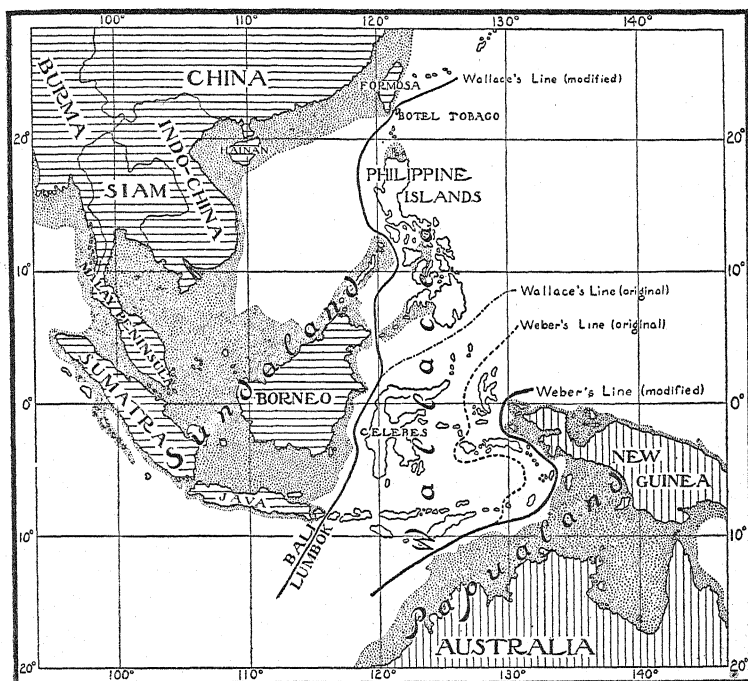 100° 110° 120° 130° 140°
BURMA
CHINA
FORMOSA
Wallace's Line (modified)
BOTEL TOBAGO
20° 20°
HAINAN
INDO-CHINA
SIAM
PHILIPPINE
ISLANDS
10° 10°
MALAY PENINSULA
Wallace's Line (original)
Weber's Line (original)
SUMATRA
Sundaland
BORNEO
Wallacea
Weber's Line (modified)
0° 0°
CELEBES
NEW
GUINEA
JAVA
10° 10°
BALI
LUMBOK
Papualand
AUSTRALIA
20° 20°
100° 110° 120° 130° 140°